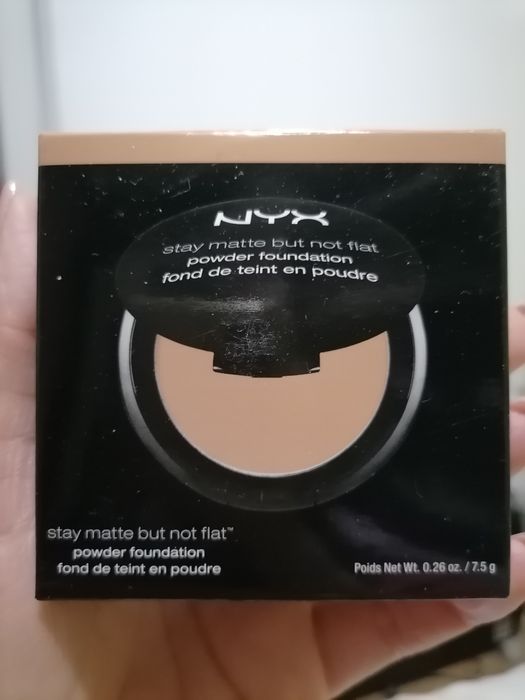 NYX
stay matte but not flat
powder foundation
fond de teint en poudre
stay matte but not flat™
powder foundation
fond de teint en poudre
Poids Net Wt. 0.26 oz. / 7.5 g